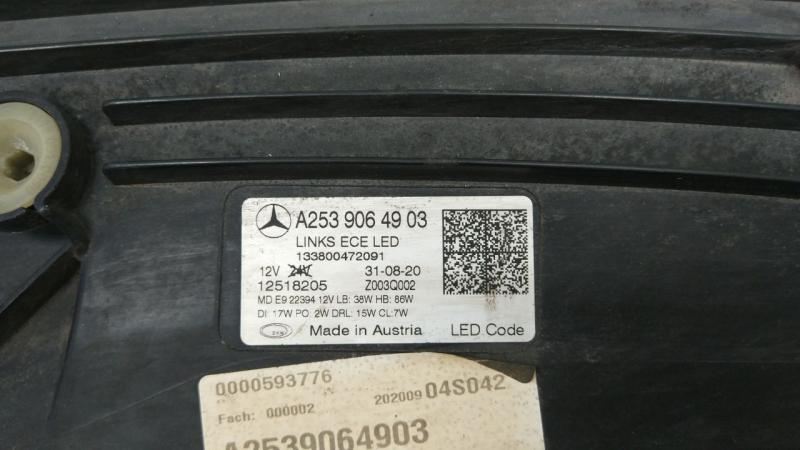 A253 906 49 03
LINKS ECE LED
133800472091
12V 24V 31-08-20
12518205 Z003Q002
MD E9 22394 12V LB: 38W HB: 86W
DI: 17W PO: 2W DRL: 15W CL:7W
Made in Austria LED Code
0000593776
Fach: 000002 202009 04S042
A2539064903